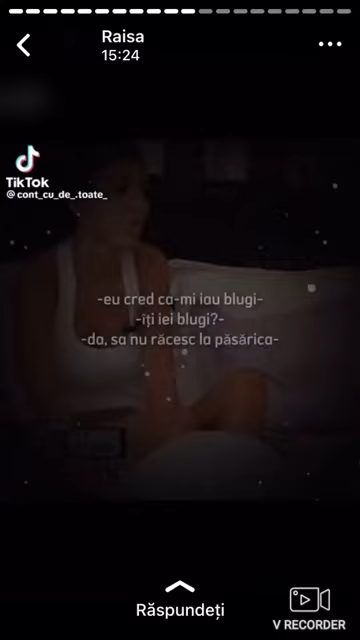 Raisa
15:24
TikTok
@cont_cu_de_.toate_
-eu cred ca-mi iau blugi-
-îți iei blugi?-
-da, sa nu răcesc la păsărica-
Răspundeți
V RECORDER